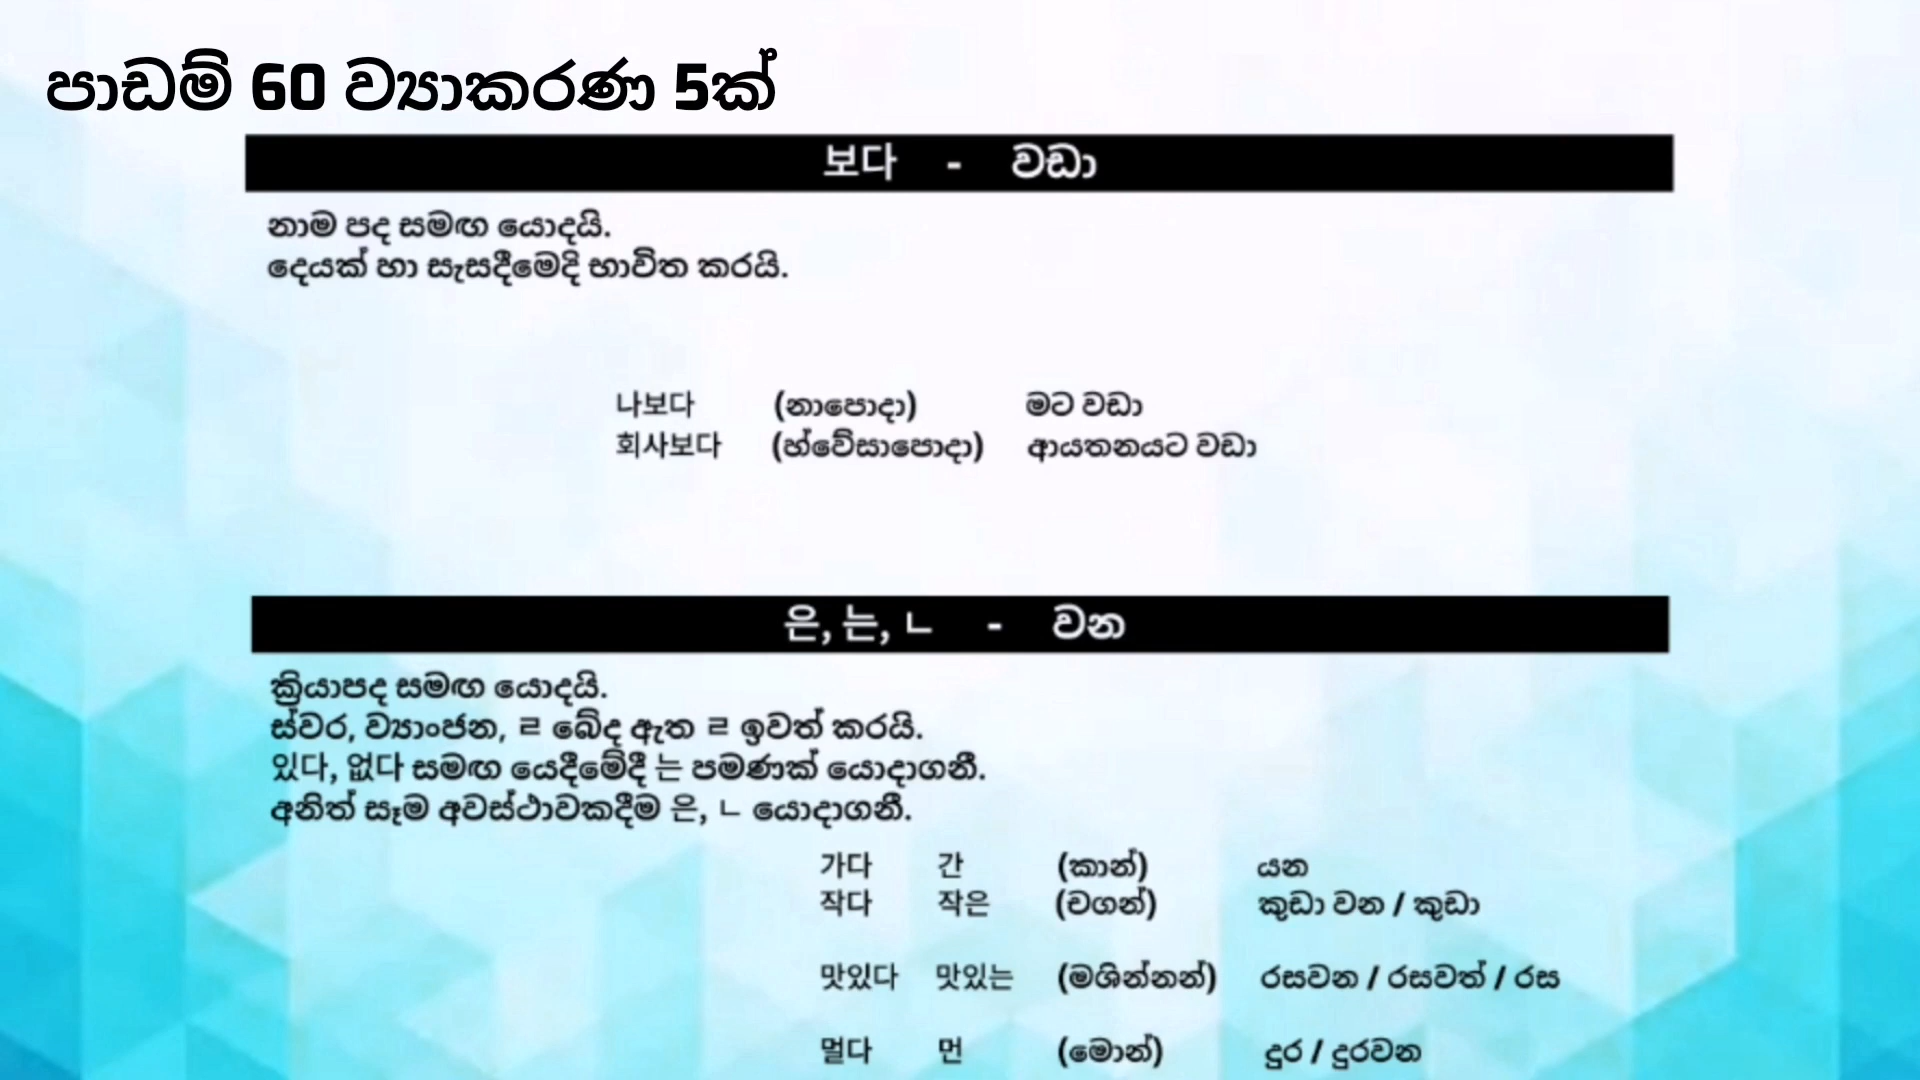 පාඩම් 60 ව්‍යාකරණ 5ක්
보다 - වඩා
නාම පද සමඟ යොදයි.
දෙයක් හා සැසදීමෙදි භාවිත කරයි.
나보다 (නාපොදා) මට වඩා
회사보다 (හ්වේසාපොදා) ආයතනයට වඩා
은, 는, ㄴ - වන
ක්‍රියාපද සමඟ යොදයි.
ස්වර, ව්‍යාංජන, ㄹ ඛේද ඇත ㄹ ඉවත් කරයි.
있다, 없다 සමඟ යෙදීමේදී 는 පමණක් යොදාගනී.
අනිත් සෑම අවස්ථාවකදීම 은, ㄴ යොදාගනී.
가다 간 (කාන්) යන
작다 작은 (චගන්) කුඩා වන / කුඩා
맛있다 맛있는 (මශින්නන්) රසවන / රසවත් / රස
멀다 먼 (මොන්) දුර / දුරවන